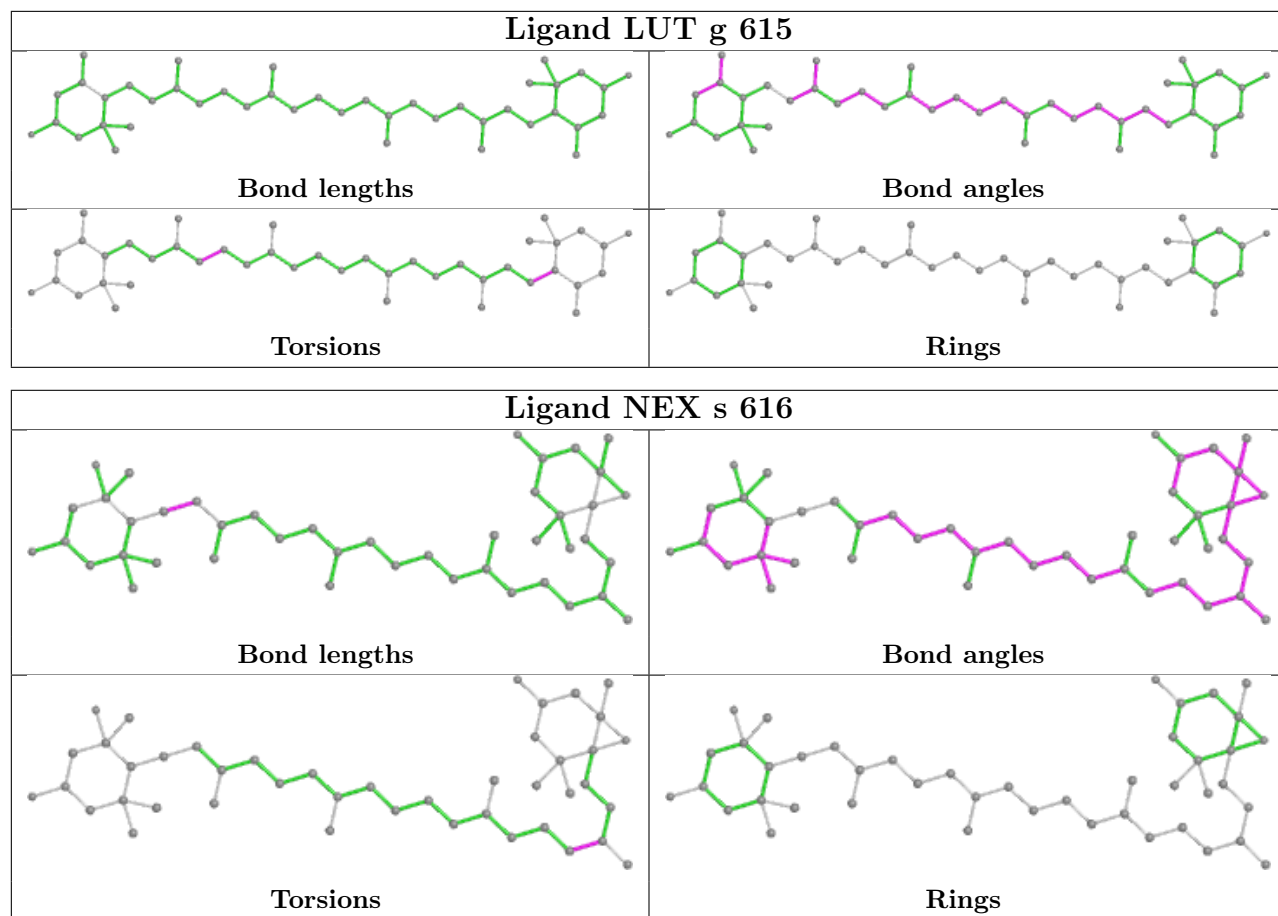 Ligand LUT g 615
Bond lengths
Bond angles
Torsions
Rings
Ligand NEX s 616
Bond lengths
Bond angles
Torsions
Rings